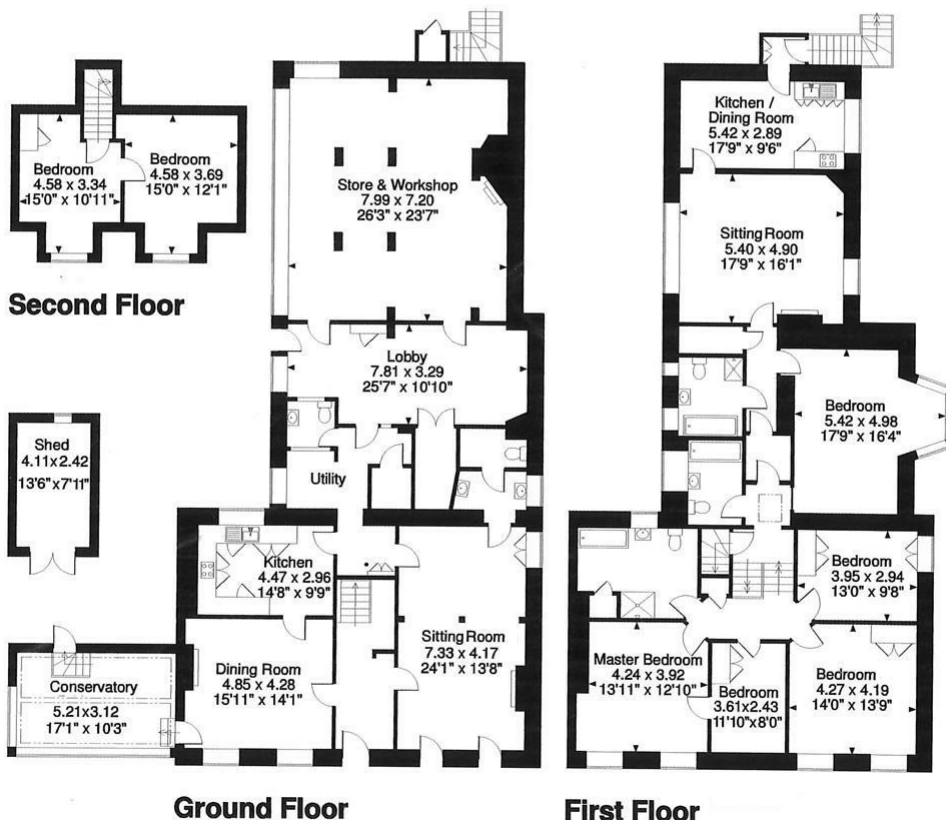 Bedroom
4.58 x 3.34
15'0" x 10'11"
Bedroom
4.58 x 3.69
15'0" x 12'1"
Second Floor
Shed
4.11x2.42
13'6"x7'11"
Store & Workshop
7.99 x 7.20
26'3" x 23'7"
Lobby
7.81 x 3.29
25'7" x 10'10"
Utility
Kitchen
4.47 x 2.96
14'8" x 9'9"
Dining Room
4.85 x 4.28
15'11" x 14'1"
Sitting Room
7.33 x 4.17
24'1" x 13'8"
Conservatory
5.21x3.12
17'1" x 10'3"
Ground Floor
Kitchen /
Dining Room
5.42 x 2.89
17'9" x 9'6"
Sitting Room
5.40 x 4.90
17'9" x 16'1"
Bedroom
5.42 x 4.98
17'9" x 16'4"
Bedroom
3.95 x 2.94
13'0" x 9'8"
Master Bedroom
4.24 x 3.92
13'11" x 12'10"
Bedroom
3.61x2.43
11'10"x8'0"
Bedroom
4.27 x 4.19
14'0" x 13'9"
First Floor